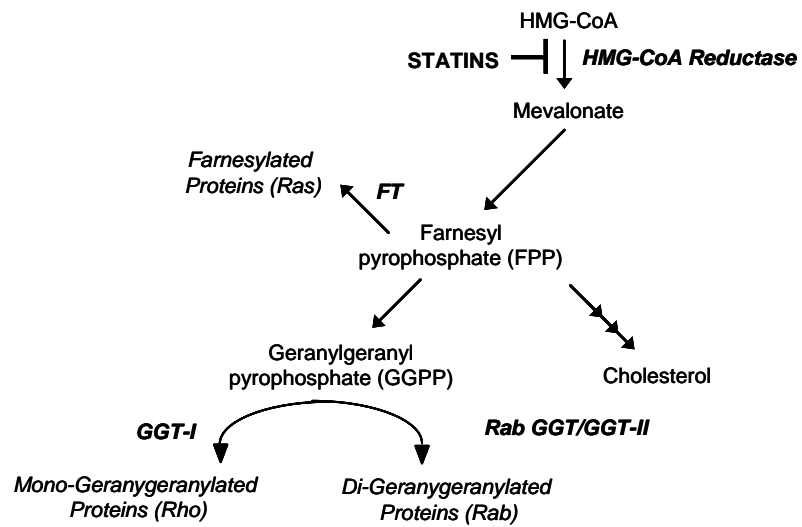 HMG-CoA
STATINS
HMG-CoA Reductase
Mevalonate
Farnesylated
Proteins (Ras)
FT
Farnesyl
pyrophosphate (FPP)
Geranylgeranyl
pyrophosphate (GGPP)
Cholesterol
GGT-I
Rab GGT/GGT-II
Mono-Geranygeranylated
Proteins (Rho)
Di-Geranygeranylated
Proteins (Rab)